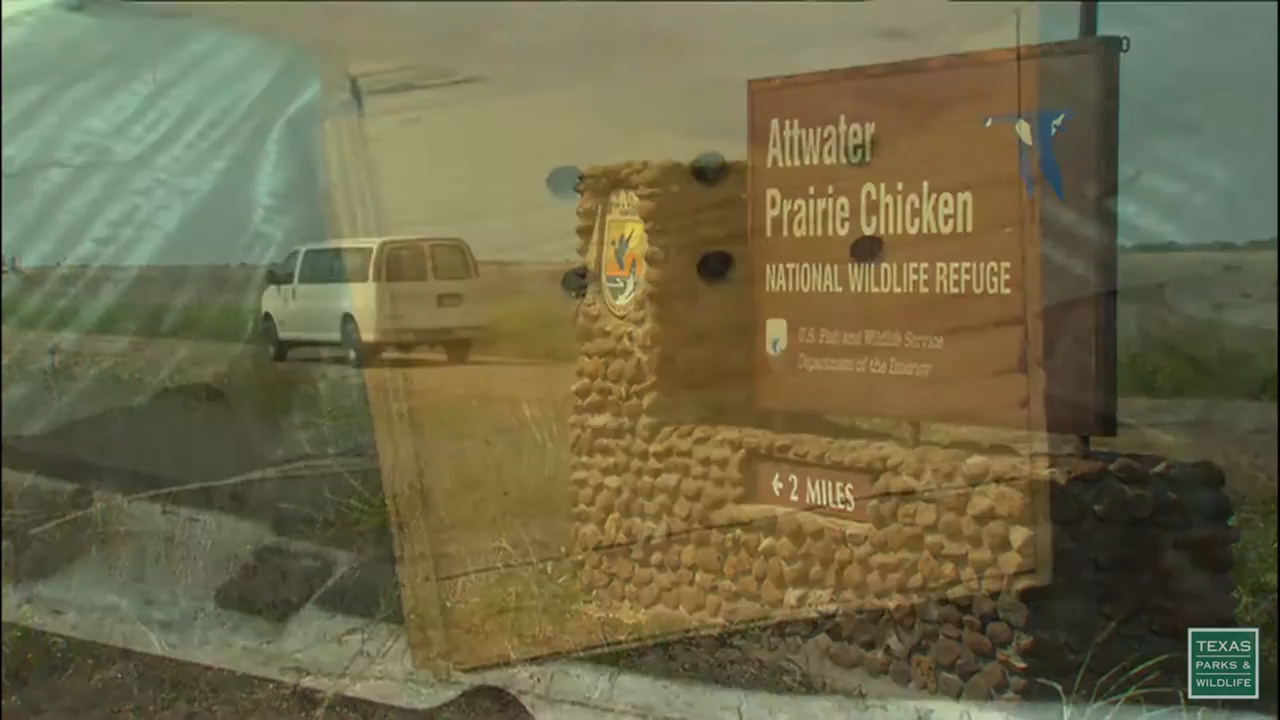 Attwater
Prairie Chicken
NATIONAL WILDLIFE REFUGE
U.S. Fish and Wildlife Service
Department of the Interior
← 2 MILES
TEXAS
PARKS &
WILDLIFE